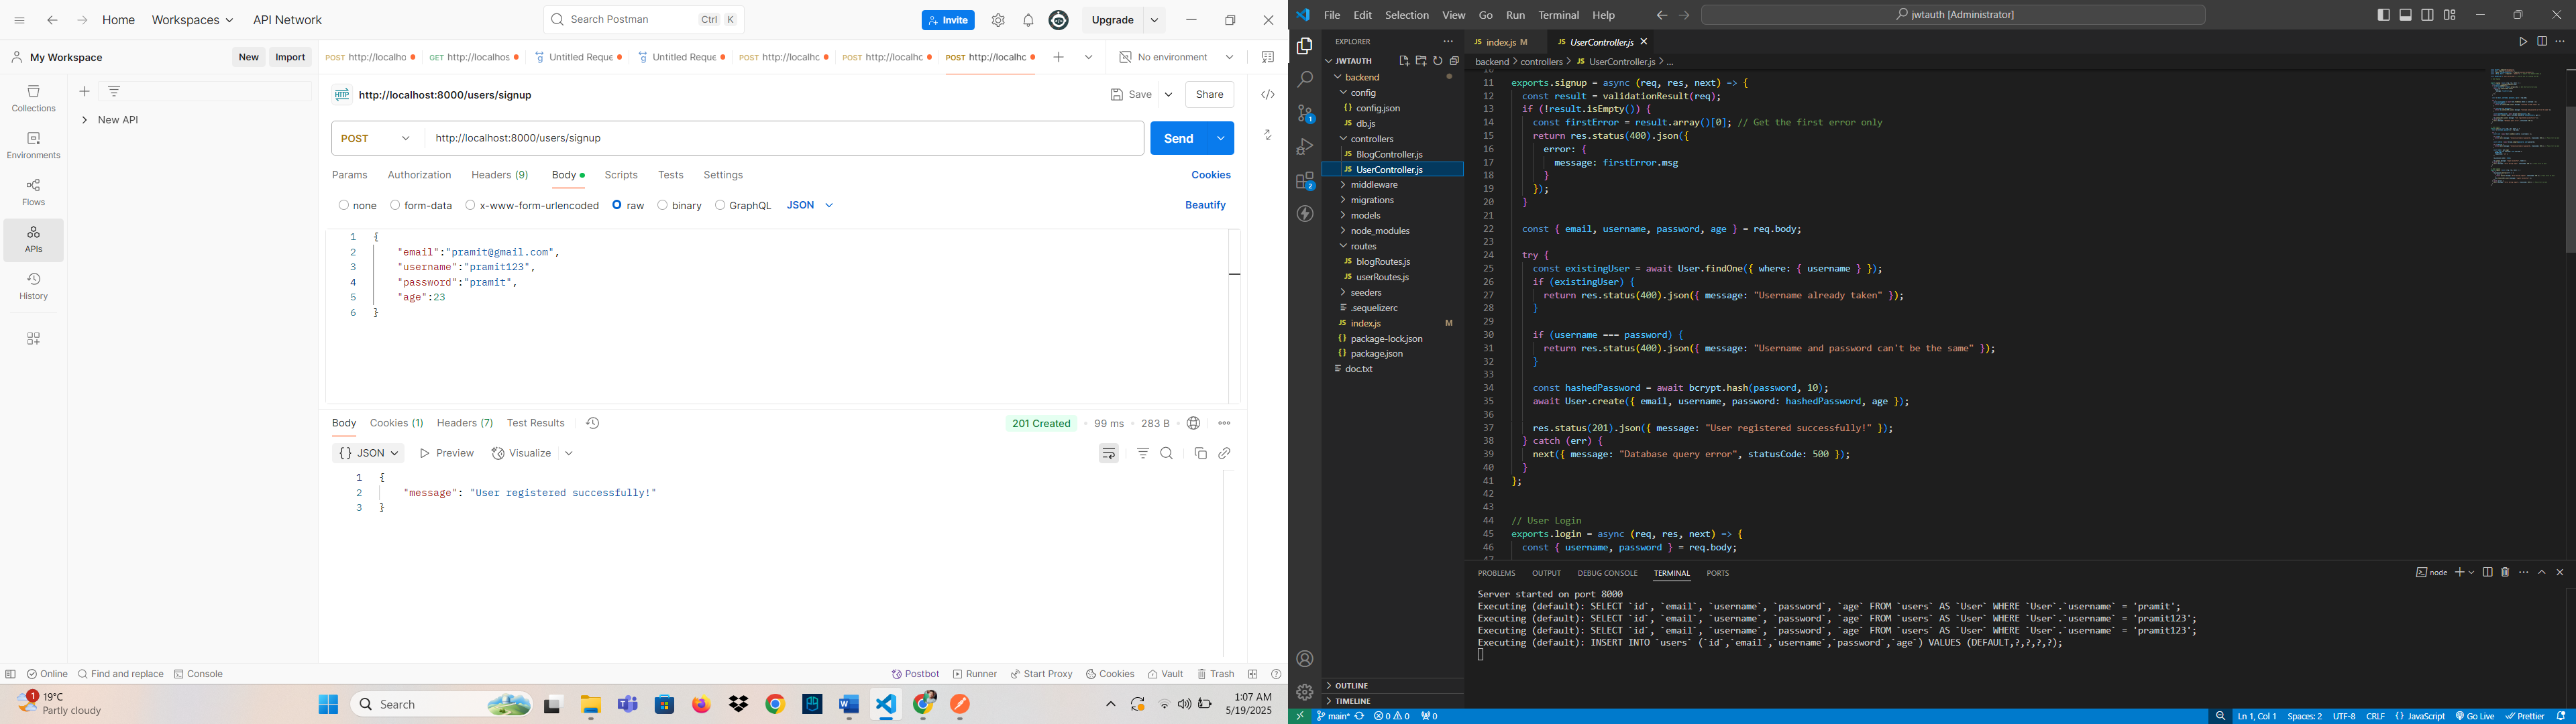 Home Workspaces API Network Search Postman Ctrl K Invite Upgrade
My Workspace New Import POST http://localho GET http://localhos Untitled Reque Untitled Reque POST http://localhc POST http://localhc POST http://localhc No environment
Collections
Environments
Flows
APIs
History
New API
HTTP http://localhost:8000/users/signup Save Share
POST http://localhost:8000/users/signup Send
Params Authorization Headers (9) Body Scripts Tests Settings Cookies
none form-data x-www-form-urlencoded raw binary GraphQL JSON Beautify
1 {
2 "email":"pramit@gmail.com",
3 "username":"pramit123",
4 "password":"pramit",
5 "age":23
6 }
Body Cookies (1) Headers (7) Test Results 201 Created 99 ms 283 B
{} JSON Preview Visualize
1 {
2 "message": "User registered successfully!"
3 }
Online Find and replace Console Postbot Runner Start Proxy Cookies Vault Trash
1 19°C
Partly cloudy
Search
1:07 AM
5/19/2025
File Edit Selection View Go Run Terminal Help jwtauth [Administrator]
EXPLORER
JWTAUTH
backend
config
{} config.json
JS db.js
controllers
JS BlogController.js
JS UserController.js
middleware
migrations
models
node_modules
routes
JS blogRoutes.js
JS userRoutes.js
seeders
.sequelizerc
JS index.js M
{} package-lock.json
{} package.json
doc.txt
OUTLINE
TIMELINE
1
2
JS index.js M JS UserController.js
backend > controllers > JS UserController.js > ...
10
11 exports.signup = async (req, res, next) => {
12 const result = validationResult(req);
13 if (!result.isEmpty()) {
14 const firstError = result.array()[0]; // Get the first error only
15 return res.status(400).json({
16 error: {
17 message: firstError.msg
18 }
19 });
20 }
21
22 const { email, username, password, age } = req.body;
23
24 try {
25 const existingUser = await User.findOne({ where: { username } });
26 if (existingUser) {
27 return res.status(400).json({ message: "Username already taken" });
28 }
29
30 if (username === password) {
31 return res.status(400).json({ message: "Username and password can't be the same" });
32 }
33
34 const hashedPassword = await bcrypt.hash(password, 10);
35 await User.create({ email, username, password: hashedPassword, age });
36
37 res.status(201).json({ message: "User registered successfully!" });
38 } catch (err) {
39 next({ message: "Database query error", statusCode: 500 });
40 }
41 };
42
43
44 // User Login
45 exports.login = async (req, res, next) => {
46 const { username, password } = req.body;
PROBLEMS OUTPUT DEBUG CONSOLE TERMINAL PORTS node
Server started on port 8000
Executing (default): SELECT `id`, `email`, `username`, `password`, `age` FROM `users` AS `User` WHERE `User`.`username` = 'pramit';
Executing (default): SELECT `id`, `email`, `username`, `password`, `age` FROM `users` AS `User` WHERE `User`.`username` = 'pramit123';
Executing (default): SELECT `id`, `email`, `username`, `password`, `age` FROM `users` AS `User` WHERE `User`.`username` = 'pramit123';
Executing (default): INSERT INTO `users` (`id`,`email`,`username`,`password`,`age`) VALUES (DEFAULT,?,?,?,?);
main* 0 0 0 Ln 1, Col 1 Spaces: 2 UTF-8 CRLF {} JavaScript Go Live Prettier